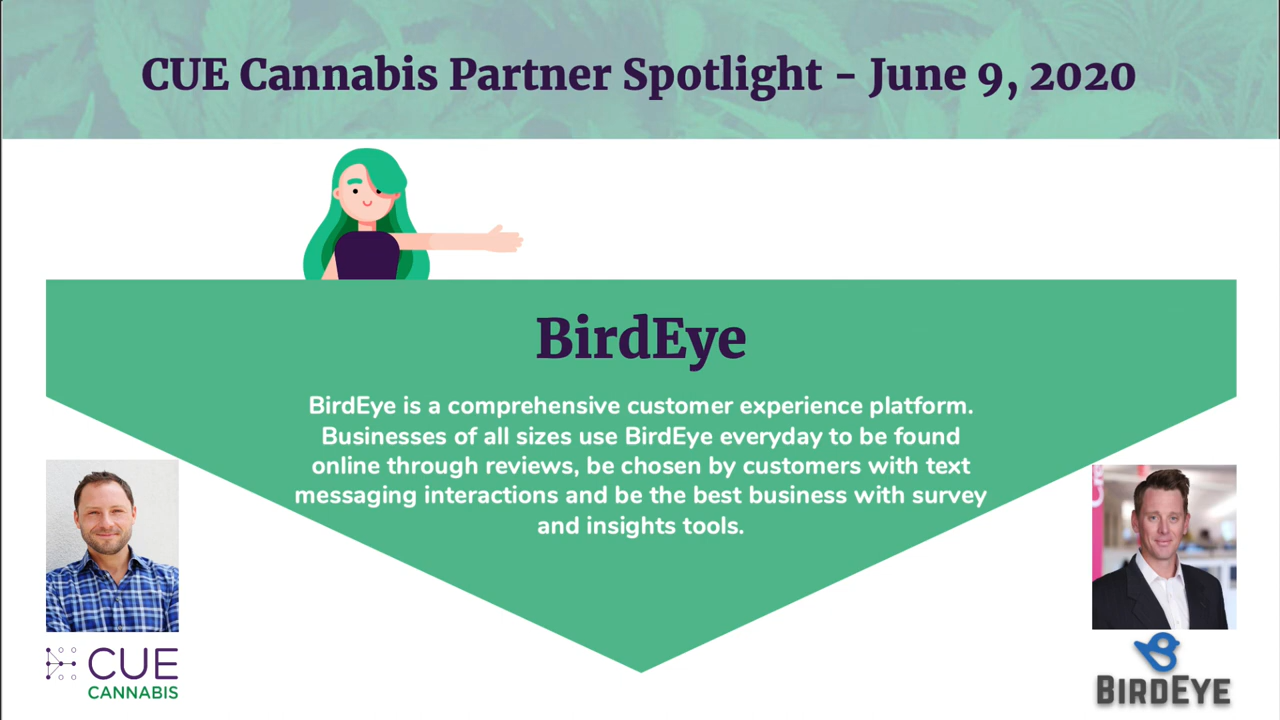 CUE Cannabis Partner Spotlight - June 9, 2020
BirdEye
BirdEye is a comprehensive customer experience platform.
Businesses of all sizes use BirdEye everyday to be found
online through reviews, be chosen by customers with text
messaging interactions and be the best business with survey
and insights tools.
CUE
CANNABIS
BIRDEYE